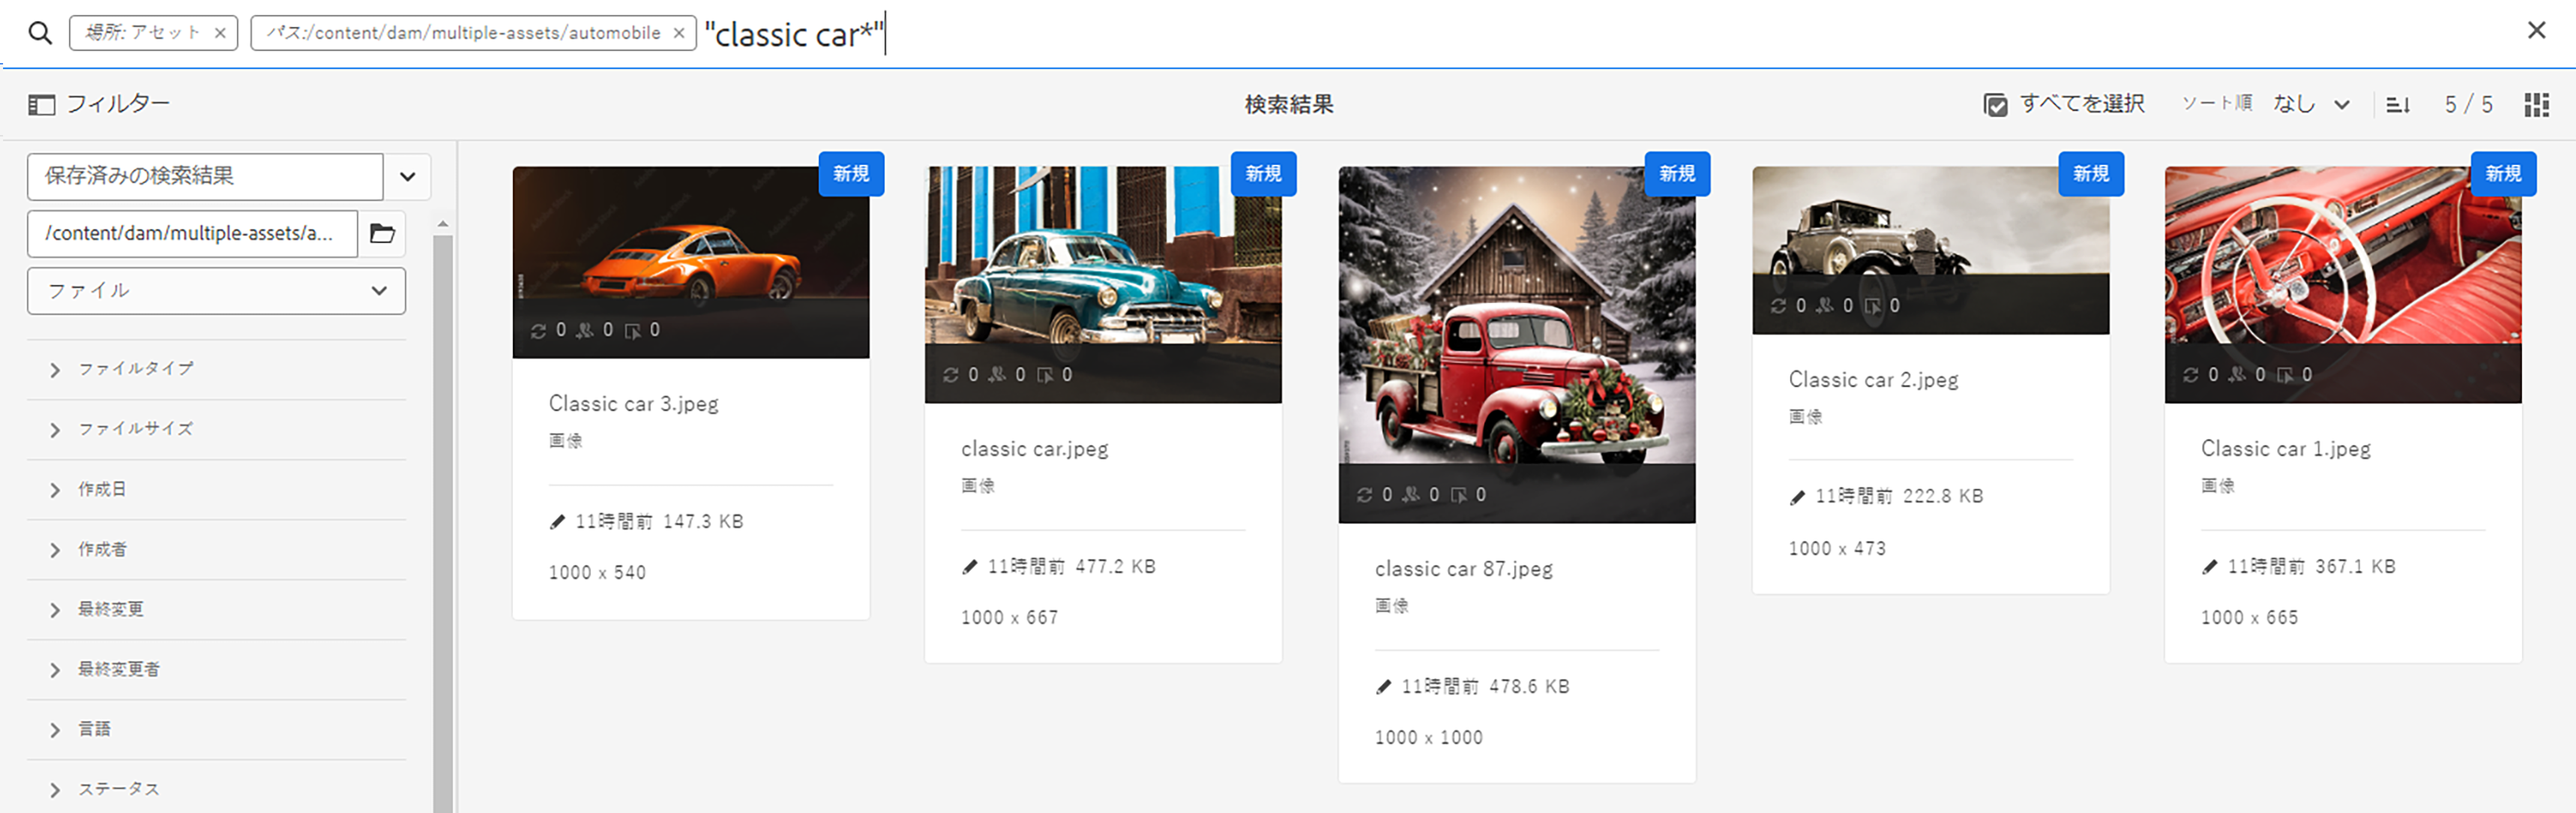 場所: アセット ×
パス:/content/dam/multiple-assets/automobile ×
"classic car*"
フィルター
検索結果
すべてを選択
ソート順 なし
5 / 5
保存済みの検索結果
/content/dam/multiple-assets/a...
ファイル
ファイルタイプ
ファイルサイズ
作成日
作成者
最終変更
最終変更者
言語
ステータス
新規
0 0 0
Classic car 3.jpeg
画像
11時間前 147.3 KB
1000 x 540
新規
0 0 0
classic car.jpeg
画像
11時間前 477.2 KB
1000 x 667
新規
0 0 0
classic car 87.jpeg
画像
11時間前 478.6 KB
1000 x 1000
新規
0 0 0
Classic car 2.jpeg
画像
11時間前 222.8 KB
1000 x 473
新規
0 0 0
Classic car 1.jpeg
画像
11時間前 367.1 KB
1000 x 665